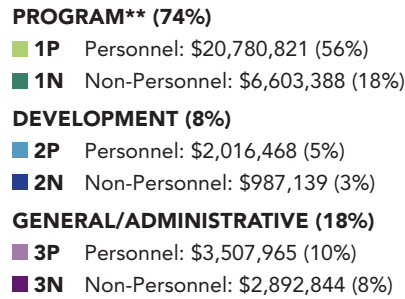 PROGRAM** (74%)
1P Personnel: $20,780,821 (56%)
1N Non-Personnel: $6,603,388 (18%)
DEVELOPMENT (8%)
2P Personnel: $2,016,468 (5%)
2N Non-Personnel: $987,139 (3%)
GENERAL/ADMINISTRATIVE (18%)
3P Personnel: $3,507,965 (10%)
3N Non-Personnel: $2,892,844 (8%)